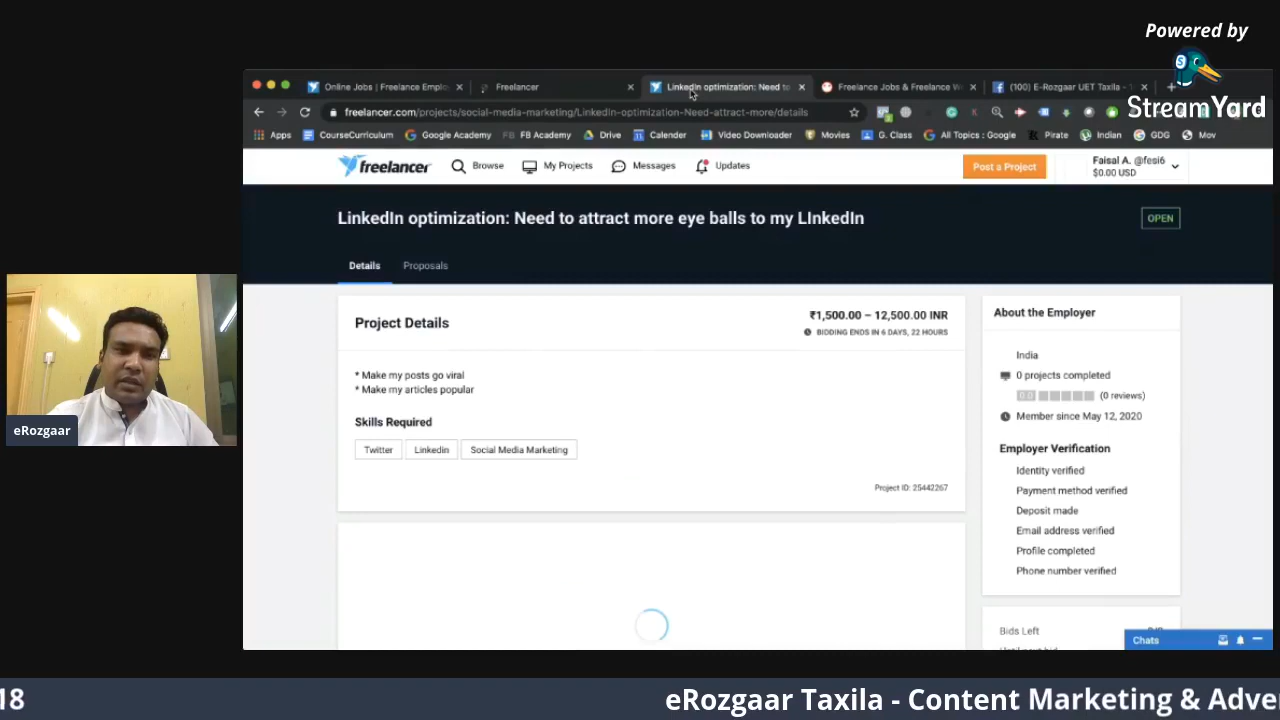 Powered by
StreamYard
Online Jobs | Freelance Emplo
Freelancer
LinkedIn optimization: Need to
Freelance Jobs & Freelance W
(100) E-Rozgaar UET Taxila -
freelancer.com/projects/social-media-marketing/LinkedIn-optimization-Need-attract-more/details
Apps
CourseCurriculum
Google Academy
FB Academy
Drive
Calender
Video Downloader
Movies
G. Class
All Topics : Google
Pirate
Indian
GDG
Mov
freelancer
Browse
My Projects
Messages
Updates
Post a Project
Faisal A. @fesi6
$0.00 USD
LinkedIn optimization: Need to attract more eye balls to my LInkedIn
OPEN
Details
Proposals
Project Details
₹1,500.00 – 12,500.00 INR
BIDDING ENDS IN 6 DAYS, 22 HOURS
* Make my posts go viral
* Make my articles popular
Skills Required
Twitter
Linkedin
Social Media Marketing
Project ID: 25442267
About the Employer
India
0 projects completed
0.0 (0 reviews)
Member since May 12, 2020
Employer Verification
Identity verified
Payment method verified
Deposit made
Email address verified
Profile completed
Phone number verified
Bids Left
Chats
eRozgaar
18
eRozgaar Taxila - Content Marketing & Adve